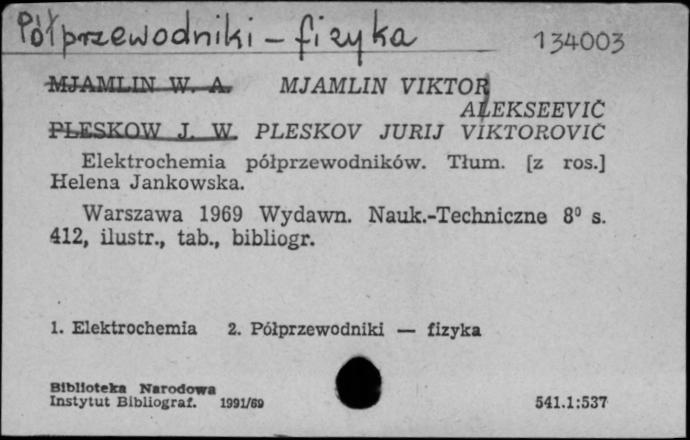 Półprzewodniki - fizyka 134003
MJAMLIN W. A. MJAMLIN VIKTOR
ALEKSEEVIČ
PLESKOW J. W. PLESKOV JURIJ VIKTOROVIČ
Elektrochemia półprzewodników. Tłum. [z ros.]
Helena Jankowska.
Warszawa 1969 Wydawn. Nauk.-Techniczne 8⁰ s.
412, ilustr., tab., bibliogr.
1. Elektrochemia 2. Półprzewodniki — fizyka
Biblioteka Narodowa
Instytut Bibliograf. 1991/69 541.1:537